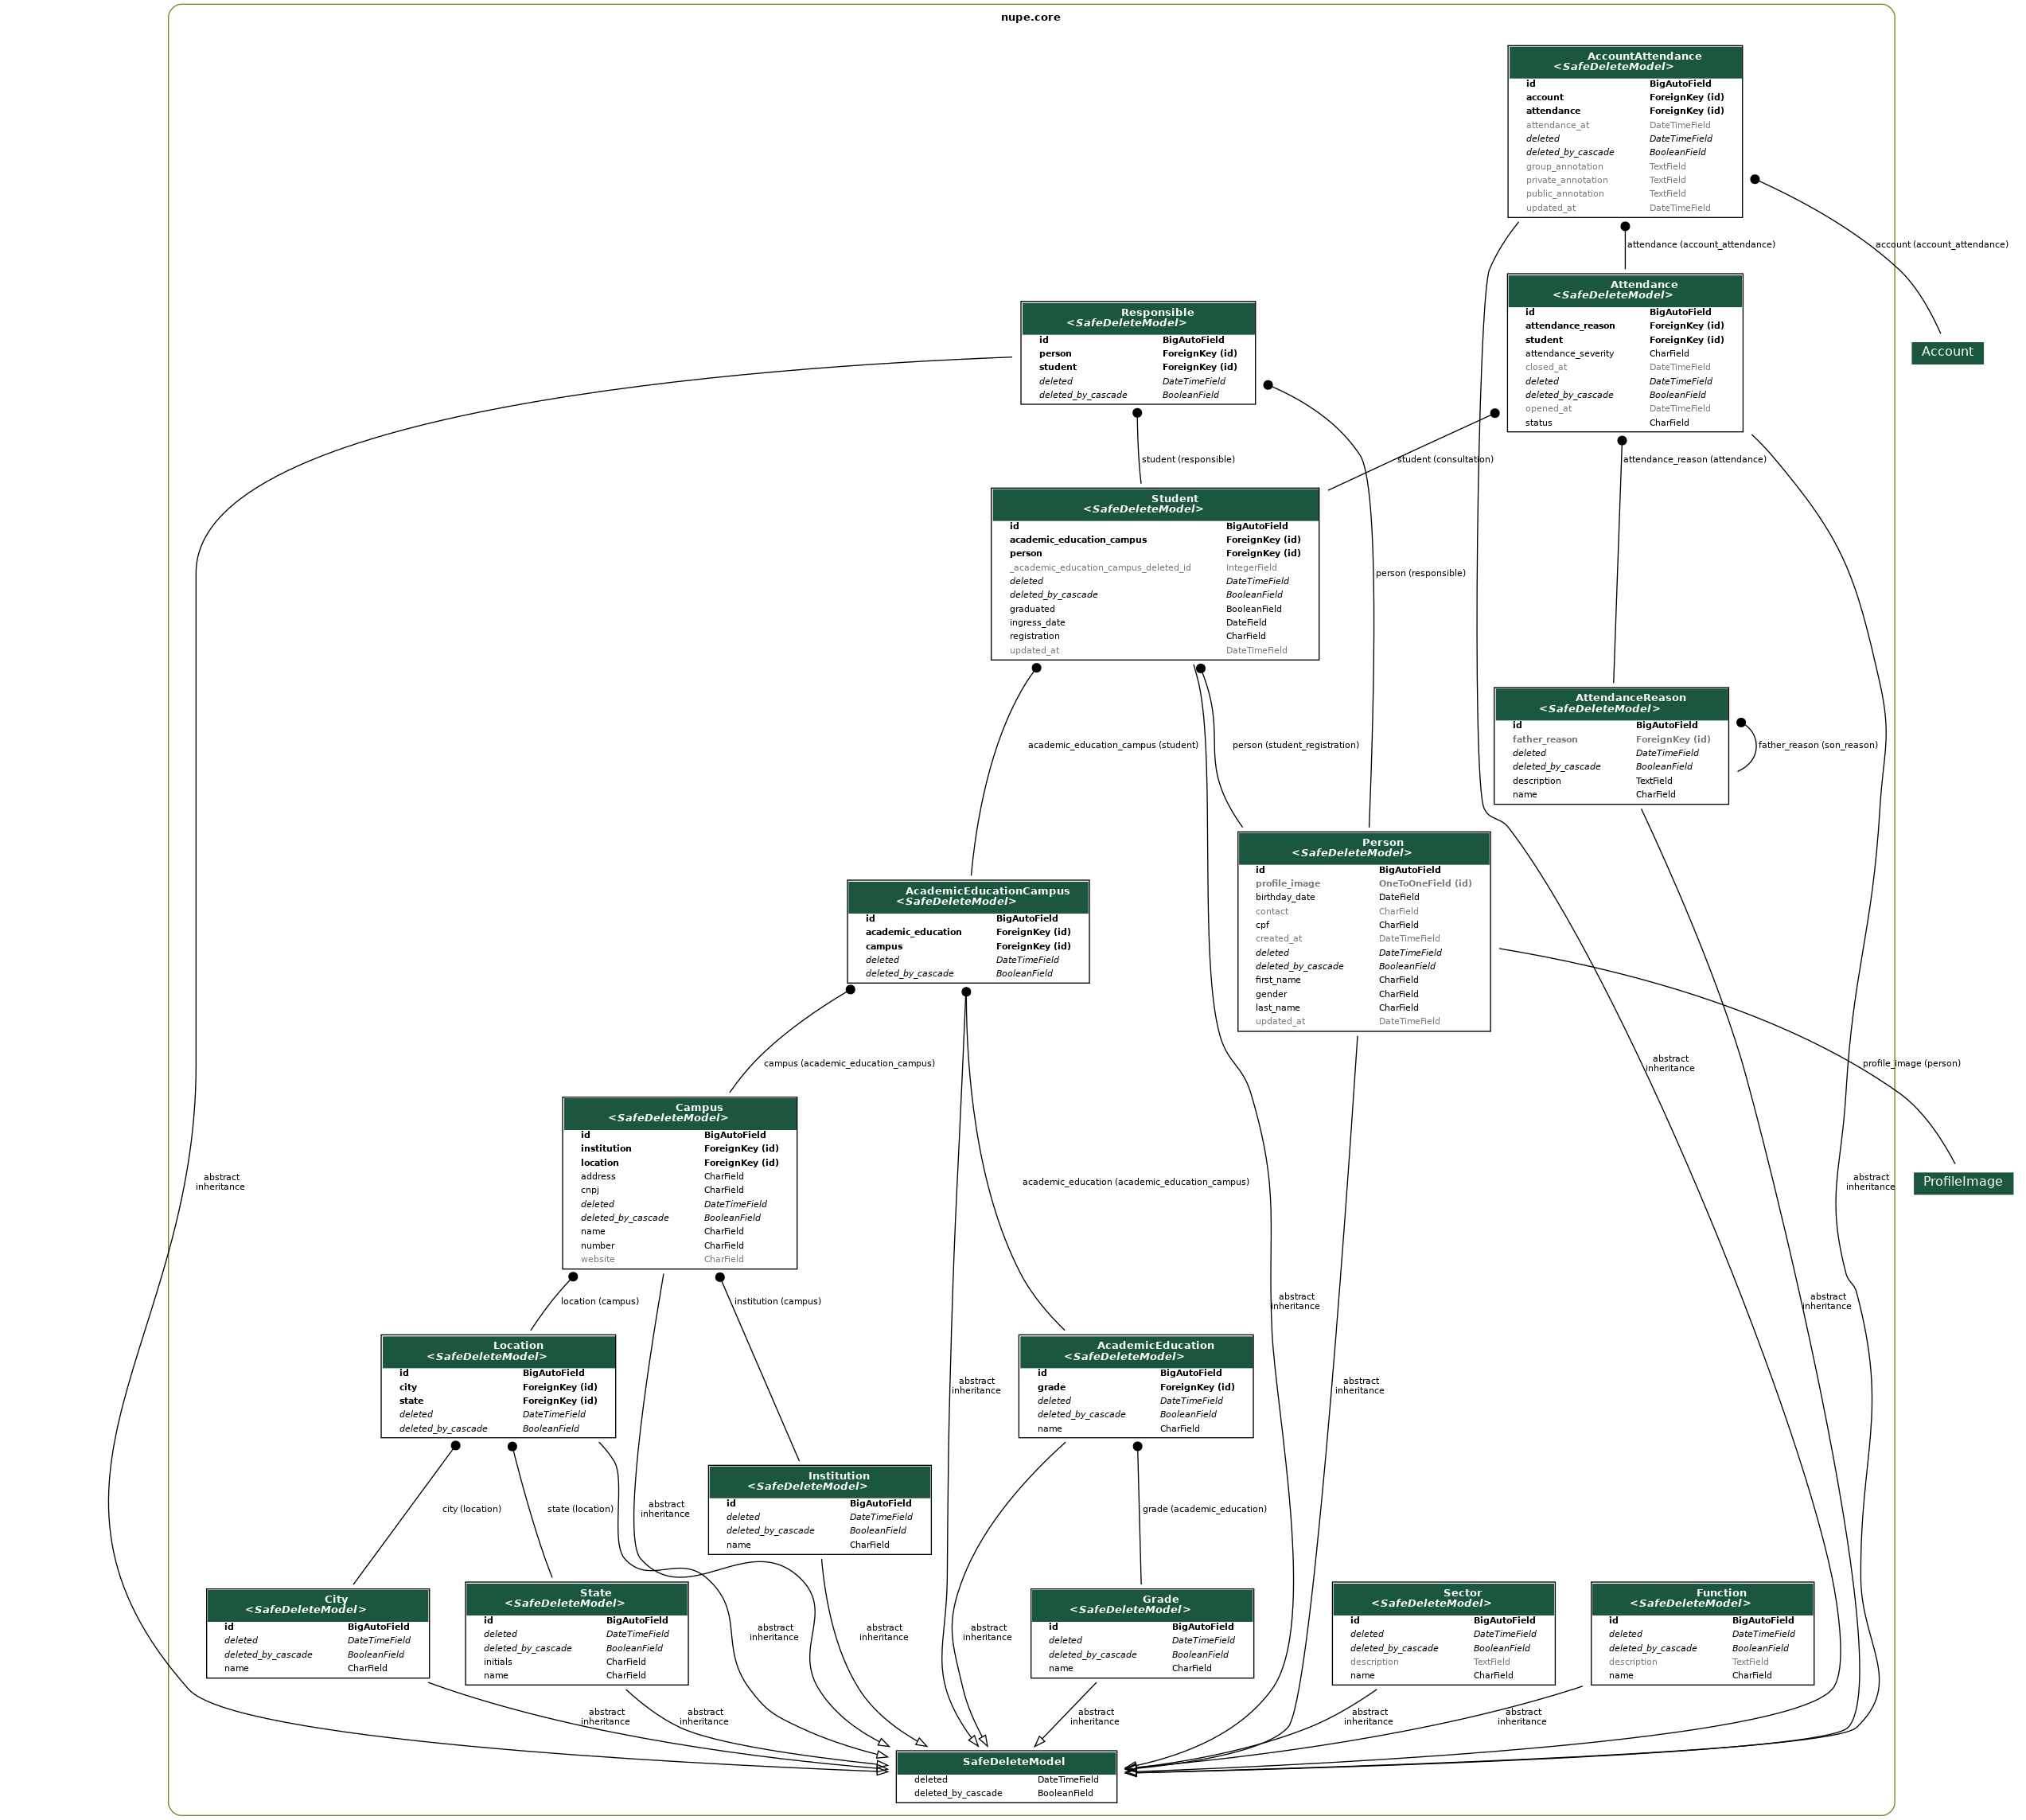 nupe.core
AccountAttendance
<SafeDeleteModel>
id BigAutoField
account ForeignKey (id)
attendance ForeignKey (id)
attendance_at DateTimeField
deleted DateTimeField
deleted_by_cascade BooleanField
group_annotation TextField
private_annotation TextField
public_annotation TextField
updated_at DateTimeField
attendance (account_attendance)
account (account_attendance)
Attendance
<SafeDeleteModel>
id BigAutoField
attendance_reason ForeignKey (id)
student ForeignKey (id)
attendance_severity CharField
closed_at DateTimeField
deleted DateTimeField
deleted_by_cascade BooleanField
opened_at DateTimeField
status CharField
Account
Responsible
<SafeDeleteModel>
id BigAutoField
person ForeignKey (id)
student ForeignKey (id)
deleted DateTimeField
deleted_by_cascade BooleanField
student (responsible)
student (consultation)
attendance_reason (attendance)
Student
<SafeDeleteModel>
id BigAutoField
academic_education_campus ForeignKey (id)
person ForeignKey (id)
_academic_education_campus_deleted_id IntegerField
deleted DateTimeField
deleted_by_cascade BooleanField
graduated BooleanField
ingress_date DateField
registration CharField
updated_at DateTimeField
person (responsible)
AttendanceReason
<SafeDeleteModel>
id BigAutoField
father_reason ForeignKey (id)
deleted DateTimeField
deleted_by_cascade BooleanField
description TextField
name CharField
father_reason (son_reason)
academic_education_campus (student)
person (student_registration)
Person
<SafeDeleteModel>
id BigAutoField
profile_image OneToOneField (id)
birthday_date DateField
contact CharField
cpf CharField
created_at DateTimeField
deleted DateTimeField
deleted_by_cascade BooleanField
first_name CharField
gender CharField
last_name CharField
updated_at DateTimeField
AcademicEducationCampus
<SafeDeleteModel>
id BigAutoField
academic_education ForeignKey (id)
campus ForeignKey (id)
deleted DateTimeField
deleted_by_cascade BooleanField
campus (academic_education_campus)
abstract
inheritance
profile_image (person)
Campus
<SafeDeleteModel>
id BigAutoField
institution ForeignKey (id)
location ForeignKey (id)
address CharField
cnpj CharField
deleted DateTimeField
deleted_by_cascade BooleanField
name CharField
number CharField
website CharField
abstract
inheritance
academic_education (academic_education_campus)
abstract
inheritance
ProfileImage
location (campus)
institution (campus)
abstract
inheritance
abstract
inheritance
Location
<SafeDeleteModel>
id BigAutoField
city ForeignKey (id)
state ForeignKey (id)
deleted DateTimeField
deleted_by_cascade BooleanField
abstract
inheritance
AcademicEducation
<SafeDeleteModel>
id BigAutoField
grade ForeignKey (id)
deleted DateTimeField
deleted_by_cascade BooleanField
name CharField
abstract
inheritance
city (location)
state (location)
abstract
inheritance
Institution
<SafeDeleteModel>
id BigAutoField
deleted DateTimeField
deleted_by_cascade BooleanField
name CharField
grade (academic_education)
City
<SafeDeleteModel>
id BigAutoField
deleted DateTimeField
deleted_by_cascade BooleanField
name CharField
State
<SafeDeleteModel>
id BigAutoField
deleted DateTimeField
deleted_by_cascade BooleanField
initials CharField
name CharField
abstract
inheritance
abstract
inheritance
abstract
inheritance
Grade
<SafeDeleteModel>
id BigAutoField
deleted DateTimeField
deleted_by_cascade BooleanField
name CharField
Sector
<SafeDeleteModel>
id BigAutoField
deleted DateTimeField
deleted_by_cascade BooleanField
description TextField
name CharField
Function
<SafeDeleteModel>
id BigAutoField
deleted DateTimeField
deleted_by_cascade BooleanField
description TextField
name CharField
abstract
inheritance
abstract
inheritance
abstract
inheritance
abstract
inheritance
abstract
inheritance
SafeDeleteModel
deleted DateTimeField
deleted_by_cascade BooleanField